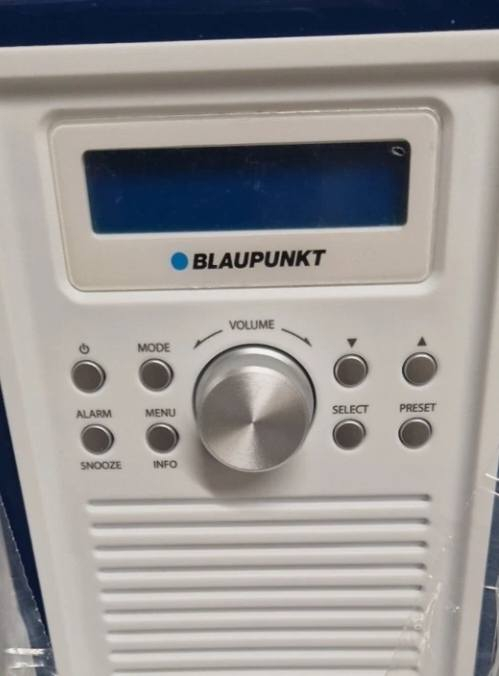 BLAUPUNKT
VOLUME
MODE
ALARM
MENU
SELECT
PRESET
SNOOZE
INFO